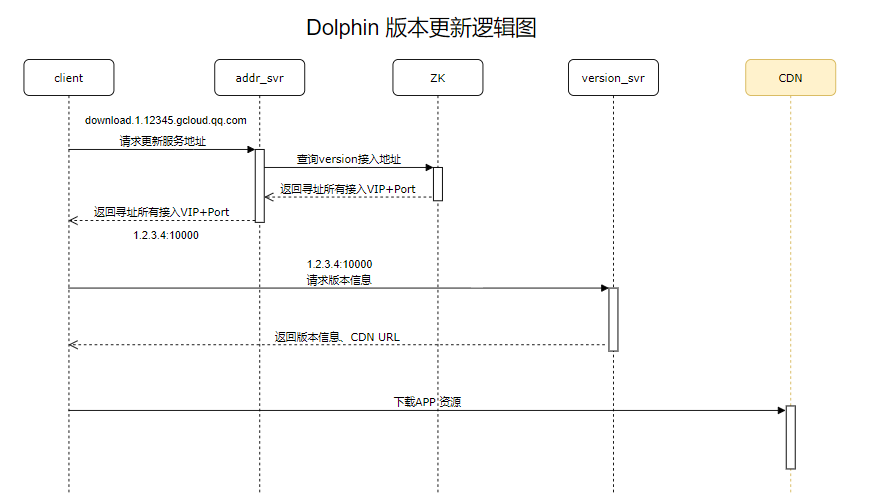 Dolphin 版本更新逻辑图
client
addr_svr
ZK
version_svr
CDN
download.1.12345.gcloud.qq.com
请求更新服务地址
查询version接入地址
返回寻址所有接入VIP+Port
返回寻址所有接入VIP+Port
1.2.3.4:10000
1.2.3.4:10000
请求版本信息
返回版本信息、CDN URL
下载APP 资源